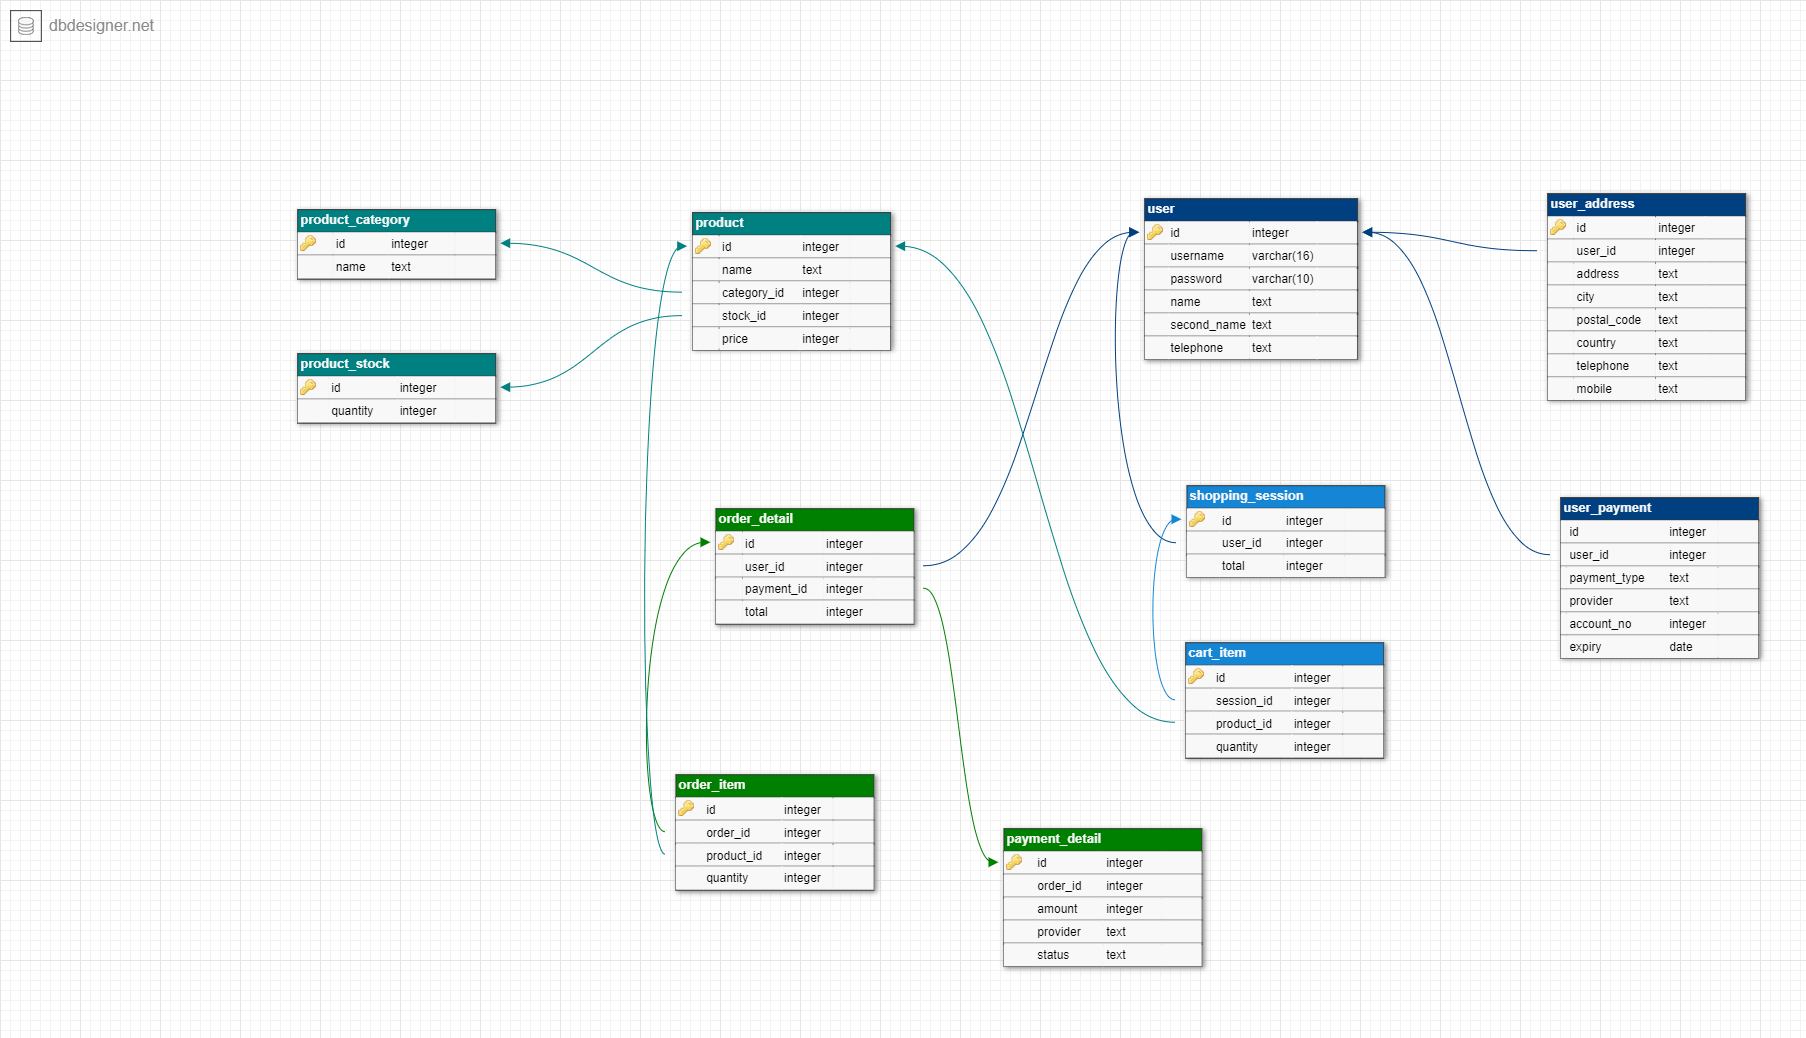 dbdesigner.net
product_category
id integer
name text
product_stock
id integer
quantity integer
product
id integer
name text
category_id integer
stock_id integer
price integer
user
id integer
username varchar(16)
password varchar(10)
name text
second_name text
telephone text
user_address
id integer
user_id integer
address text
city text
postal_code text
country text
telephone text
mobile text
order_detail
id integer
user_id integer
payment_id integer
total integer
shopping_session
id integer
user_id integer
total integer
user_payment
id integer
user_id integer
payment_type text
provider text
account_no integer
expiry date
cart_item
id integer
session_id integer
product_id integer
quantity integer
order_item
id integer
order_id integer
product_id integer
quantity integer
payment_detail
id integer
order_id integer
amount integer
provider text
status text